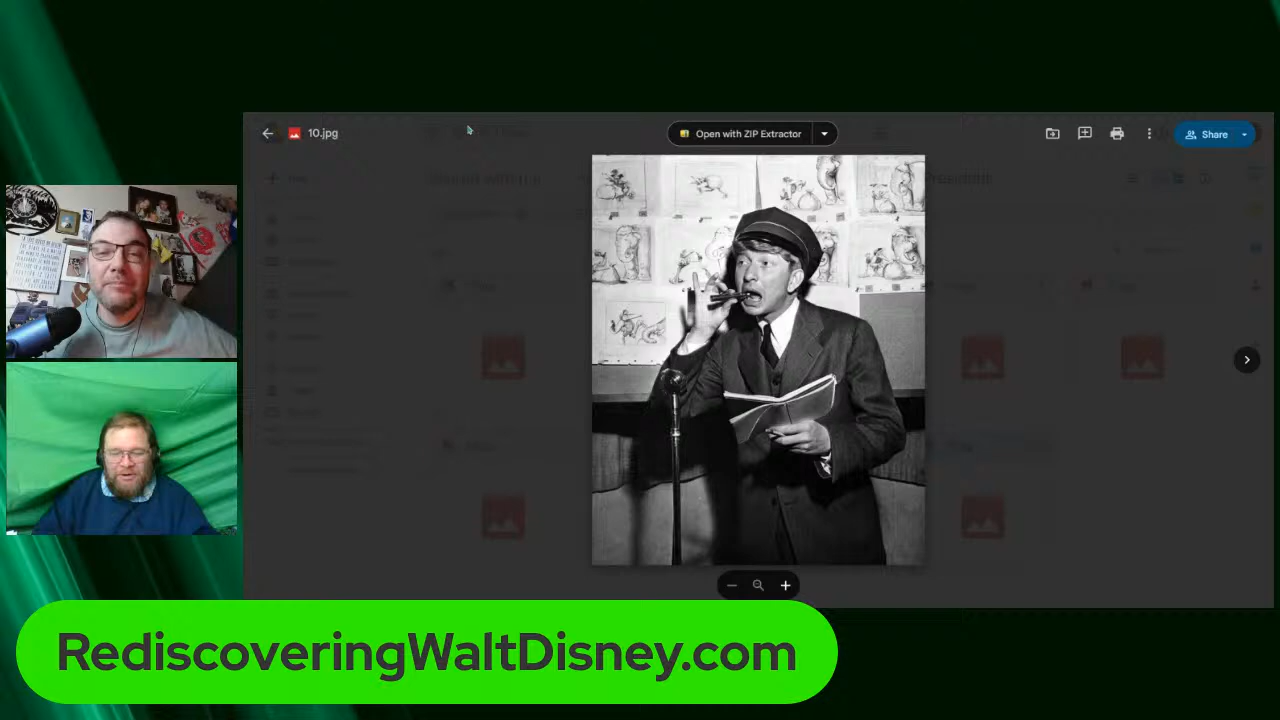 10.jpg
Open with ZIP Extractor
Share
RediscoveringWaltDisney.com